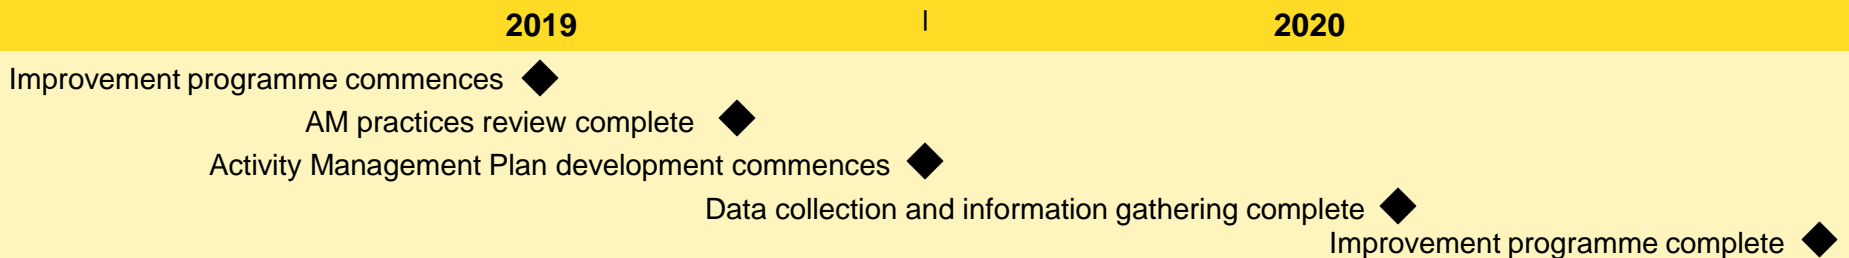 2019 | 2020
Improvement programme commences
AM practices review complete
Activity Management Plan development commences
Data collection and information gathering complete
Improvement programme complete